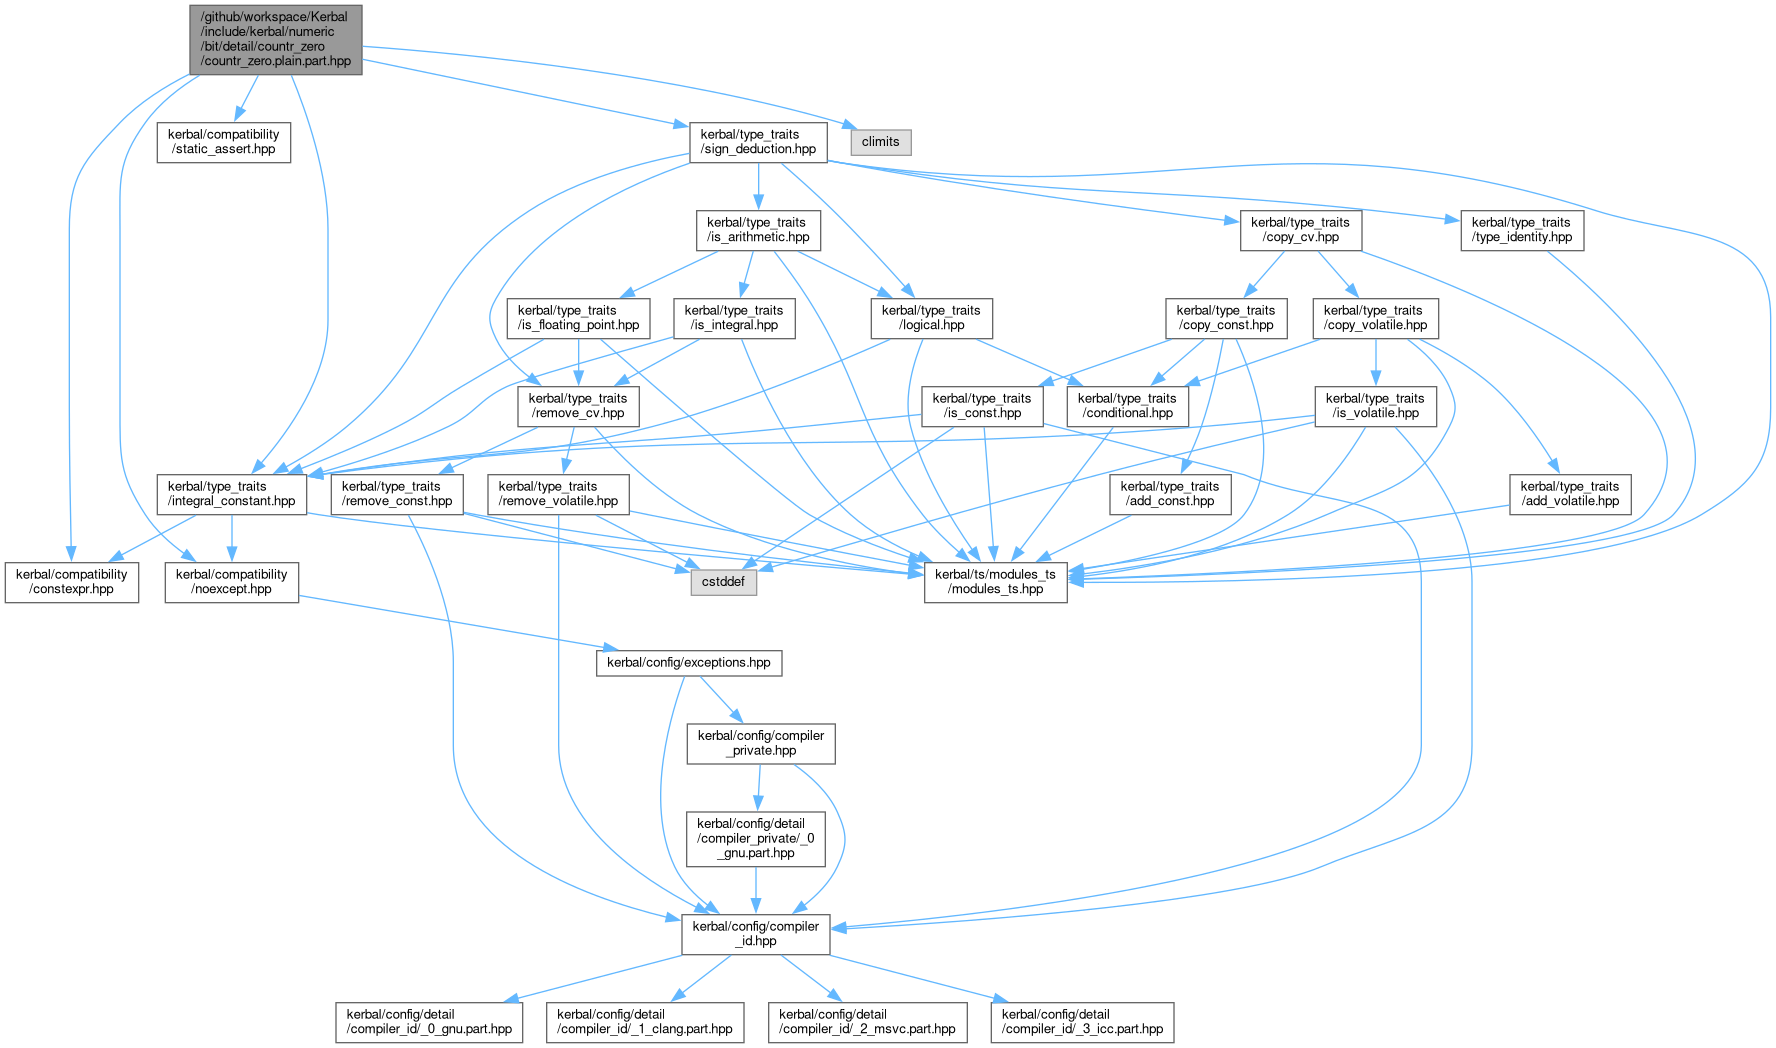 /github/workspace/Kerbal
/include/kerbal/numeric
/bit/detail/countr_zero
/countr_zero.plain.part.hpp
kerbal/compatibility
/static_assert.hpp
kerbal/type_traits
/sign_deduction.hpp
climits
kerbal/type_traits
/is_arithmetic.hpp
kerbal/type_traits
/copy_cv.hpp
kerbal/type_traits
/type_identity.hpp
kerbal/type_traits
/is_floating_point.hpp
kerbal/type_traits
/is_integral.hpp
kerbal/type_traits
/logical.hpp
kerbal/type_traits
/copy_const.hpp
kerbal/type_traits
/copy_volatile.hpp
kerbal/type_traits
/remove_cv.hpp
kerbal/type_traits
/is_const.hpp
kerbal/type_traits
/conditional.hpp
kerbal/type_traits
/is_volatile.hpp
kerbal/type_traits
/integral_constant.hpp
kerbal/type_traits
/remove_const.hpp
kerbal/type_traits
/remove_volatile.hpp
kerbal/type_traits
/add_const.hpp
kerbal/type_traits
/add_volatile.hpp
kerbal/compatibility
/constexpr.hpp
kerbal/compatibility
/noexcept.hpp
cstddef
kerbal/ts/modules_ts
/modules_ts.hpp
kerbal/config/exceptions.hpp
kerbal/config/compiler
_private.hpp
kerbal/config/detail
/compiler_private/_0
_gnu.part.hpp
kerbal/config/compiler
_id.hpp
kerbal/config/detail
/compiler_id/_0_gnu.part.hpp
kerbal/config/detail
/compiler_id/_1_clang.part.hpp
kerbal/config/detail
/compiler_id/_2_msvc.part.hpp
kerbal/config/detail
/compiler_id/_3_icc.part.hpp